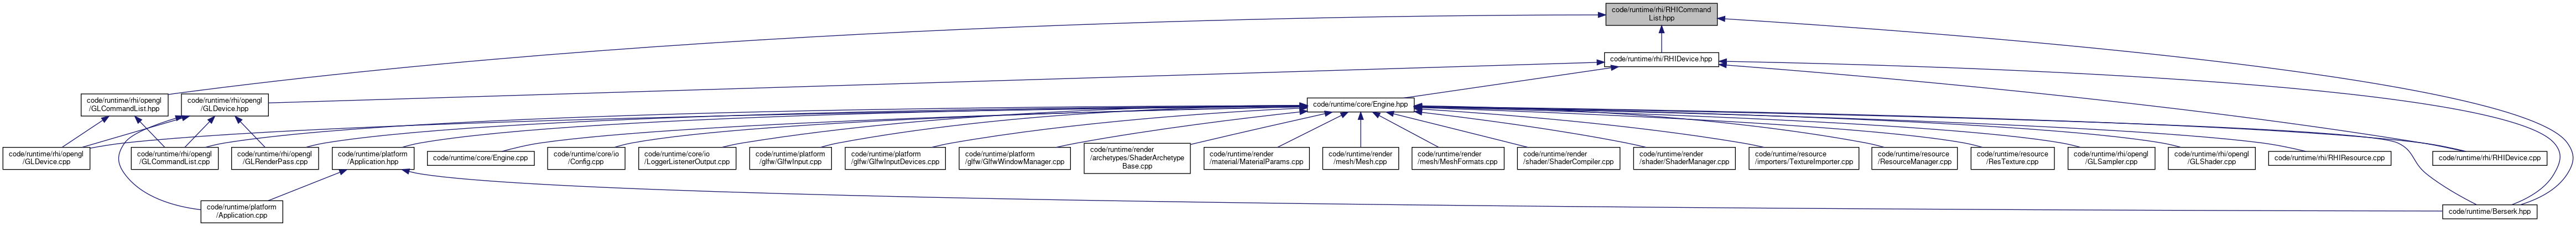 code/runtime/rhi/RHICommand
List.hpp
code/runtime/rhi/RHIDevice.hpp
code/runtime/rhi/opengl
/GLCommandList.hpp
code/runtime/rhi/opengl
/GLDevice.hpp
code/runtime/core/Engine.hpp
code/runtime/rhi/opengl
/GLDevice.cpp
code/runtime/rhi/opengl
/GLCommandList.cpp
code/runtime/rhi/opengl
/GLRenderPass.cpp
code/runtime/platform
/Application.hpp
code/runtime/core/Engine.cpp
code/runtime/core/io
/Config.cpp
code/runtime/core/io
/LoggerListenerOutput.cpp
code/runtime/platform
/glfw/GlfwInput.cpp
code/runtime/platform
/glfw/GlfwInputDevices.cpp
code/runtime/platform
/glfw/GlfwWindowManager.cpp
code/runtime/render
/archetypes/ShaderArchetype
Base.cpp
code/runtime/render
/material/MaterialParams.cpp
code/runtime/render
/mesh/Mesh.cpp
code/runtime/render
/mesh/MeshFormats.cpp
code/runtime/render
/shader/ShaderCompiler.cpp
code/runtime/render
/shader/ShaderManager.cpp
code/runtime/resource
/importers/TextureImporter.cpp
code/runtime/resource
/ResourceManager.cpp
code/runtime/resource
/ResTexture.cpp
code/runtime/rhi/opengl
/GLSampler.cpp
code/runtime/rhi/opengl
/GLShader.cpp
code/runtime/rhi/RHIResource.cpp
code/runtime/rhi/RHIDevice.cpp
code/runtime/platform
/Application.cpp
code/runtime/Berserk.hpp